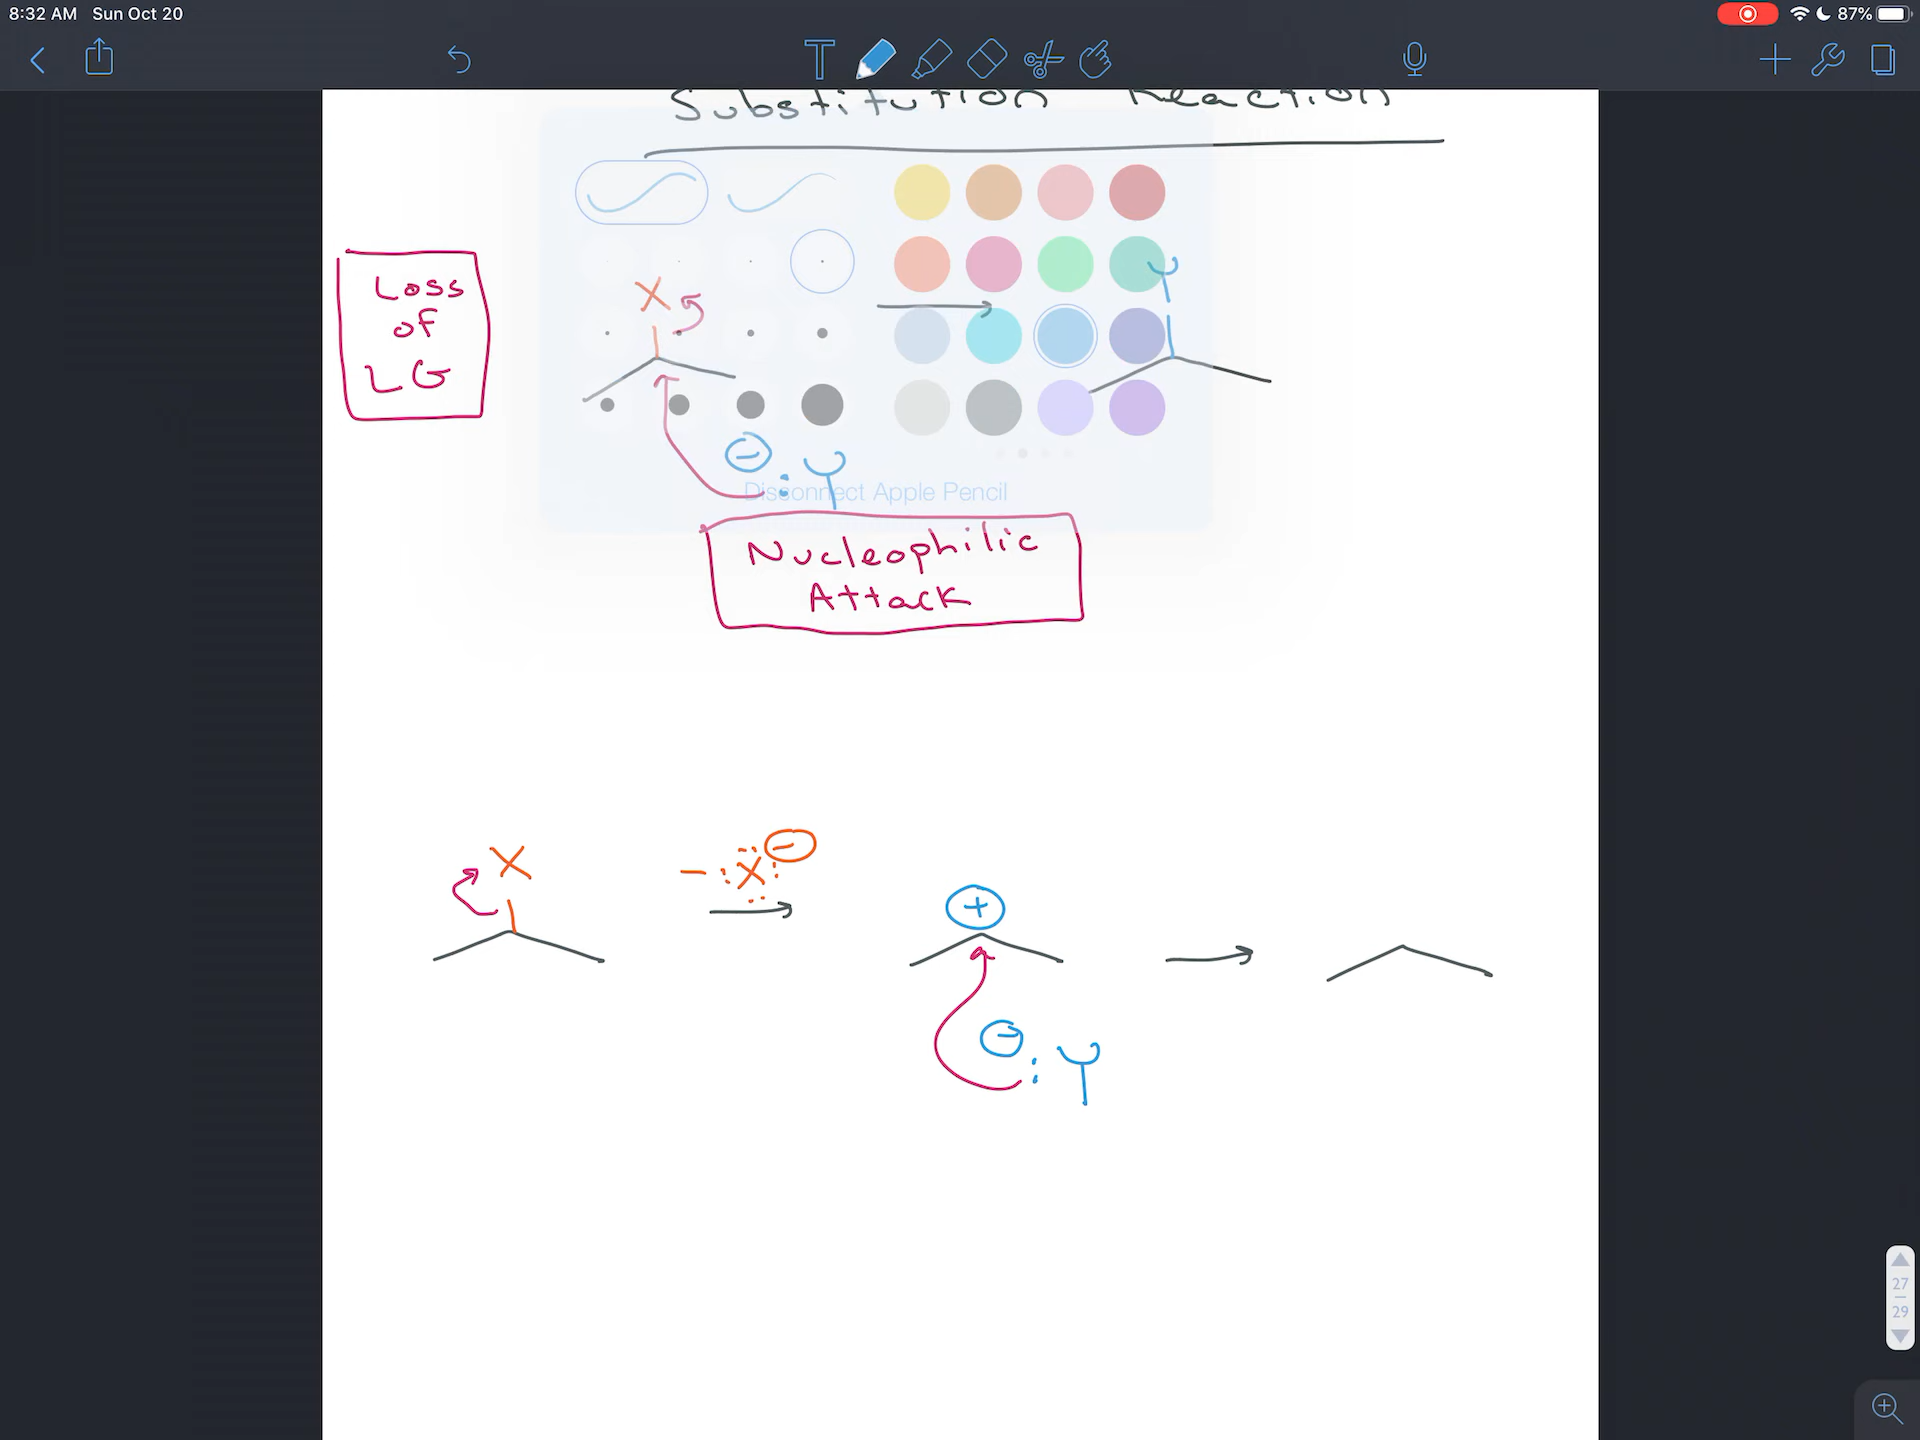 8:32 AM Sun Oct 20
87%
Substitution Reaction
Loss
of
LG
X
Y
⊖ : Y
Disconnect Apple Pencil
Nucleophilic
Attack
X
- :Ẍ: ⊖
⊕
⊖ : Y
27
29